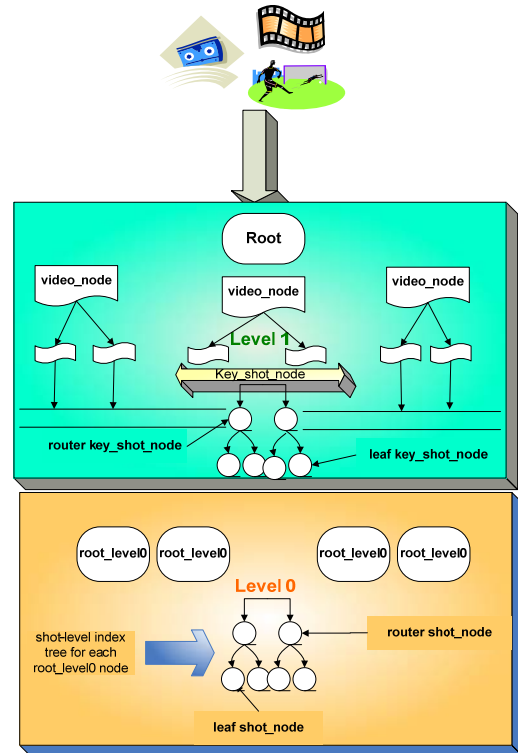 Root
video_node
video_node
video_node
Level 1
Key_shot_node
router key_shot_node
leaf key_shot_node
root_level0
root_level0
root_level0
root_level0
Level 0
shot-level index
tree for each
root_level0 node
router shot_node
leaf shot_node